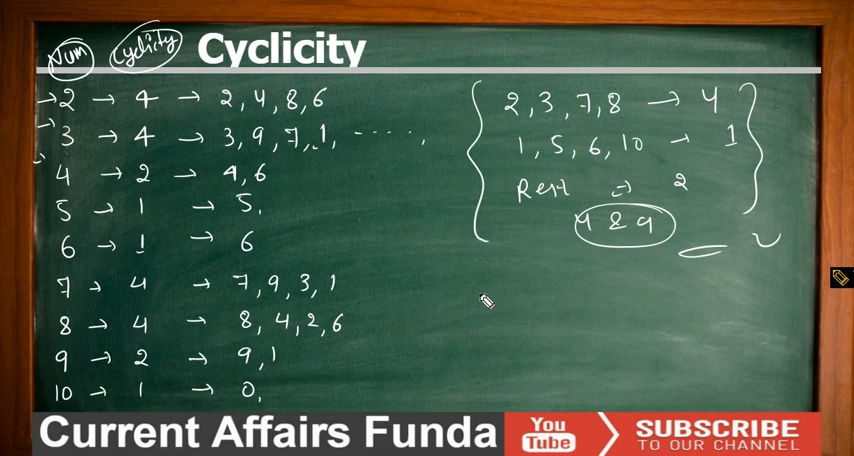 Num Cyclicity Cyclicity
→ 2 → 4 → 2, 4, 8, 6
→ 3 → 4 → 3, 9, 7, 1, -----,
4 → 2 → 4, 6
5 → 1 → 5,
6 → 1 → 6
7 → 4 → 7, 9, 3, 1
8 → 4 → 8, 4, 2, 6
9 → 2 → 9, 1
10 → 1 → 0,
2, 3, 7, 8 → 4
1, 5, 6, 10 → 1
Rest → 2
4 & 9
Current Affairs Funda
You
Tube
SUBSCRIBE
TO OUR CHANNEL